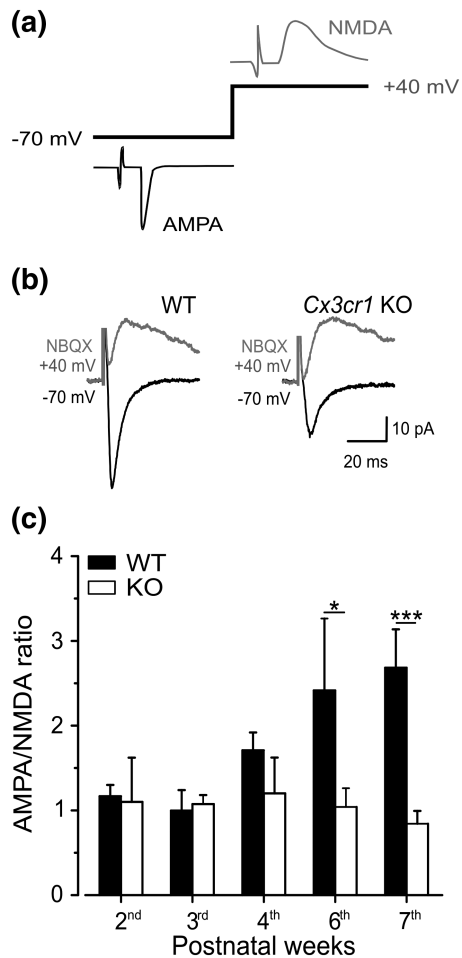 (a)
NMDA
+40 mV
-70 mV
AMPA
(b)
WT
Cx3cr1 KO
NBQX
+40 mV
-70 mV
NBQX
+40 mV
-70 mV
10 pA
20 ms
(c)
4
3
2
1
0
AMPA/NMDA ratio
WT
KO
*
***
2nd 3rd 4th 6th 7th
Postnatal weeks